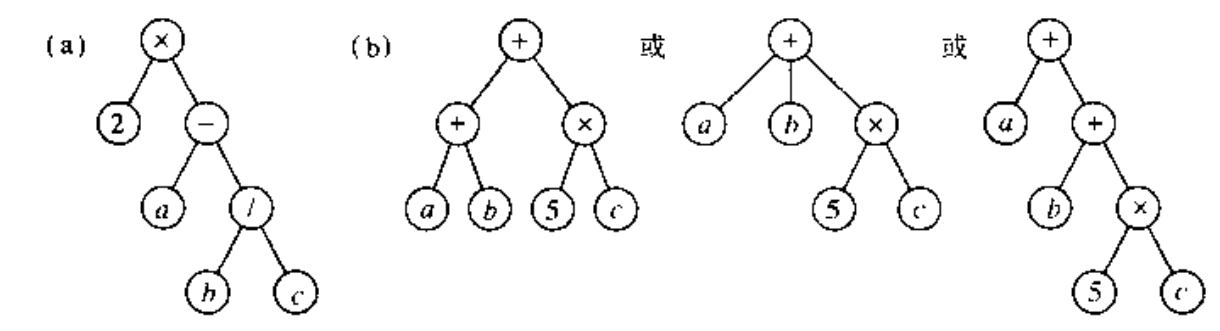 (a) × (b) + 或 + 或 +
2 − + × a b × a +
a / a b 5 c 5 c b ×
b c 5 c